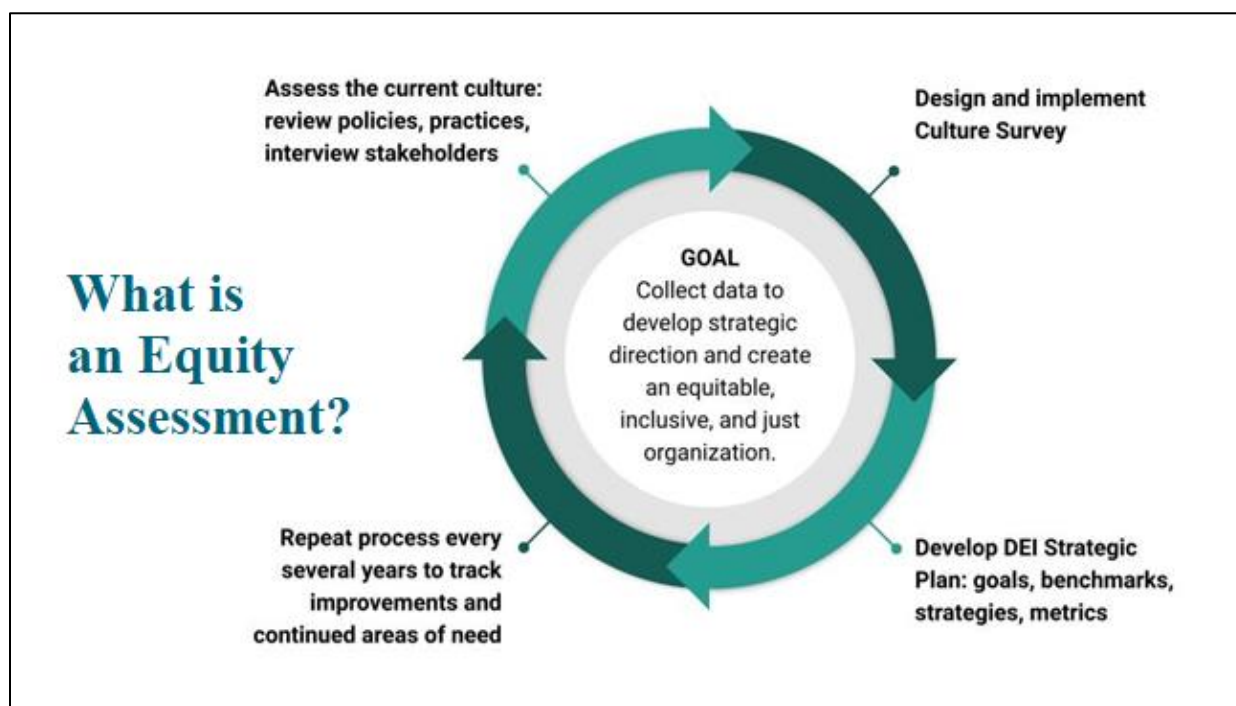 What is
an Equity
Assessment?
Assess the current culture:
review policies, practices,
interview stakeholders
Design and implement
Culture Survey
Develop DEI Strategic
Plan: goals, benchmarks,
strategies, metrics
Repeat process every
several years to track
improvements and
continued areas of need
GOAL
Collect data to
develop strategic
direction and create
an equitable,
inclusive, and just
organization.